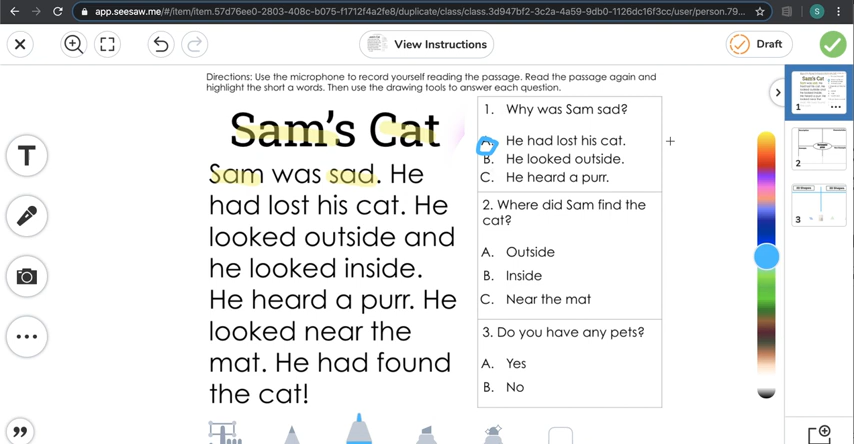 app.seesaw.me/#/item/item.57d76ee0-2803-408c-b075-f1712f4a2fe8/duplicate/class/class.3d947bf2-3c2a-4a59-9db0-1126dc16f3cc/user/person.79...
S
View Instructions
Draft
Directions: Use the microphone to record yourself reading the passage. Read the passage again and
highlight the short a words. Then use the drawing tools to answer each question.
Sam's Cat
Sam was sad. He
had lost his cat. He
looked outside and
he looked inside.
He heard a purr. He
looked near the
mat. He had found
the cat!
1. Why was Sam sad?
A. He had lost his cat.
B. He looked outside.
C. He heard a purr.
2. Where did Sam find the
cat?
A. Outside
B. Inside
C. Near the mat
3. Do you have any pets?
A. Yes
B. No
T
Sam's Cat
1
2
3